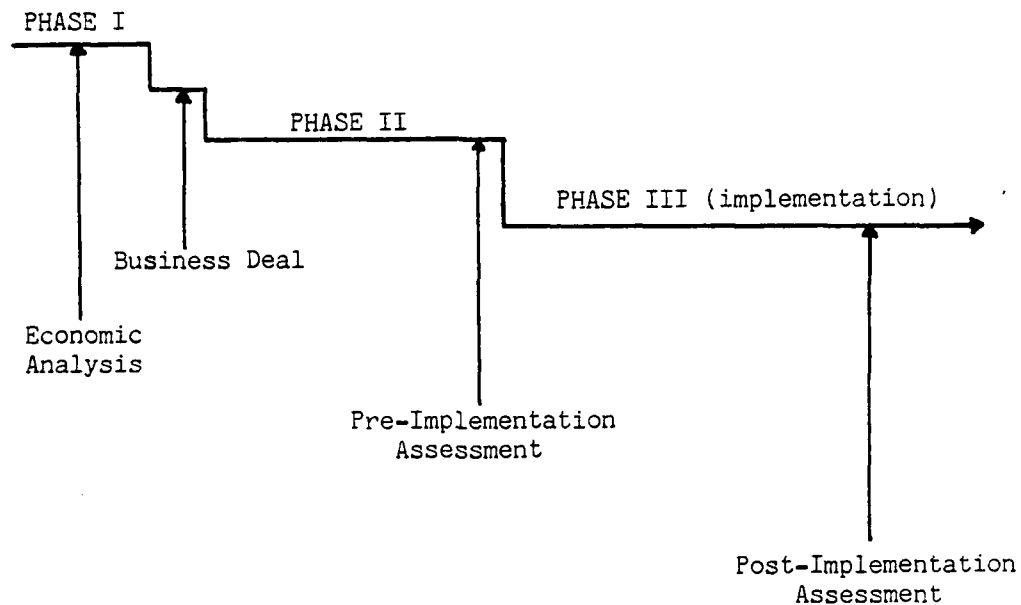 PHASE I
PHASE II
PHASE III (implementation)
Business Deal
Economic
Analysis
Pre-Implementation
Assessment
Post-Implementation
Assessment